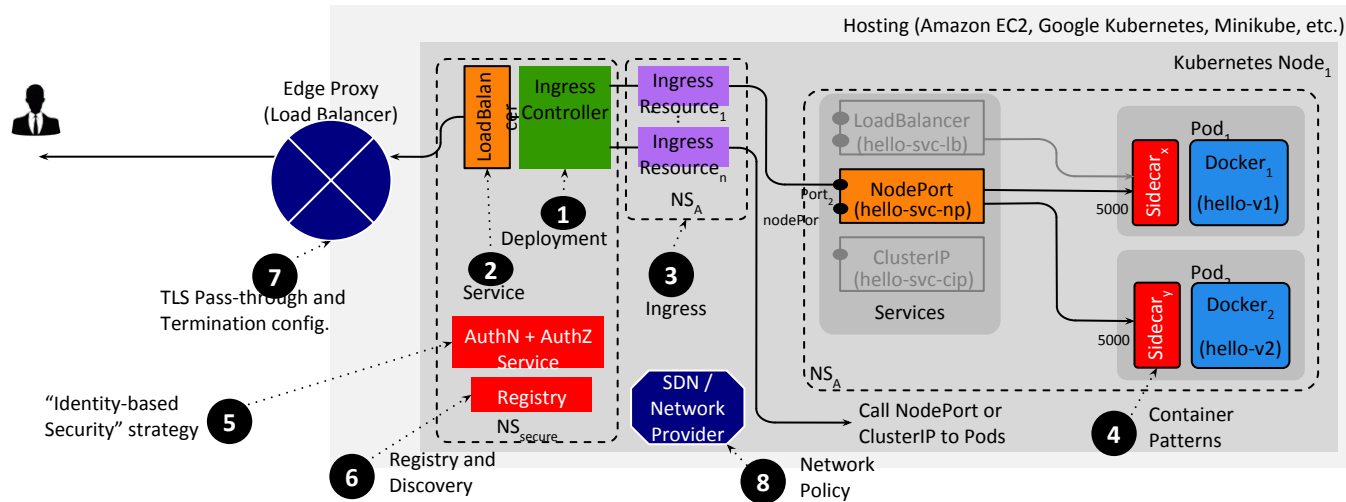 Hosting (Amazon EC2, Google Kubernetes, Minikube, etc.)
Kubernetes Node1
Edge Proxy
(Load Balancer)
LoadBalan
cer
Ingress
Controller
Ingress
Resource1
Ingress
Resourcen
NSA
1
Deployment
2
Service
3
Ingress
7
TLS Pass-through and
Termination config.
AuthN + AuthZ
Service
Registry
NSsecure
5
“Identity-based
Security” strategy
6
Registry and
Discovery
SDN /
Network
Provider
8
Network
Policy
LoadBalancer
(hello-svc-lb)
Port2
nodePor
NodePort
(hello-svc-np)
ClusterIP
(hello-svc-cip)
Services
NSA
Pod1
5000
Sidecarx
Docker1
(hello-v1)
Pod2
5000
Sidecary
Docker2
(hello-v2)
Call NodePort or
ClusterIP to Pods
4
Container
Patterns